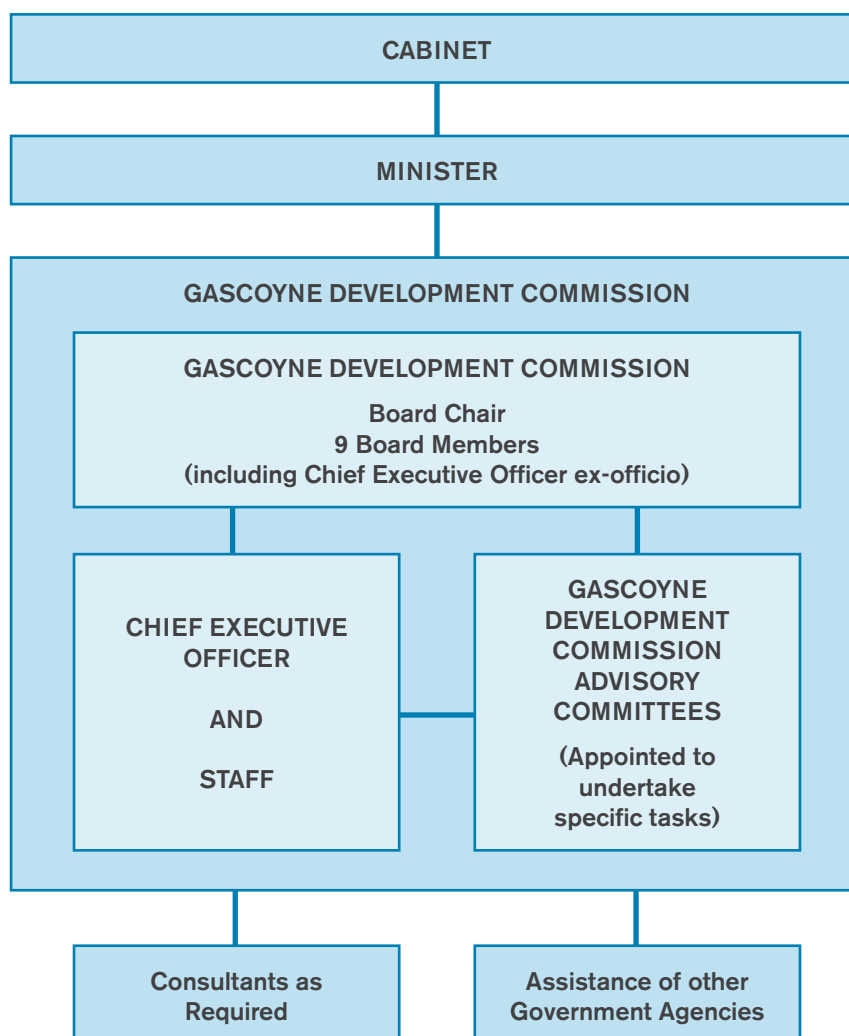 CABINET
MINISTER
GASCOYNE DEVELOPMENT COMMISSION
GASCOYNE DEVELOPMENT COMMISSION
Board Chair
9 Board Members
(including Chief Executive Officer ex-officio)
CHIEF EXECUTIVE
OFFICER
AND
STAFF
GASCOYNE
DEVELOPMENT
COMMISSION
ADVISORY
COMMITTEES
(Appointed to
undertake
specific tasks)
Consultants as
Required
Assistance of other
Government Agencies